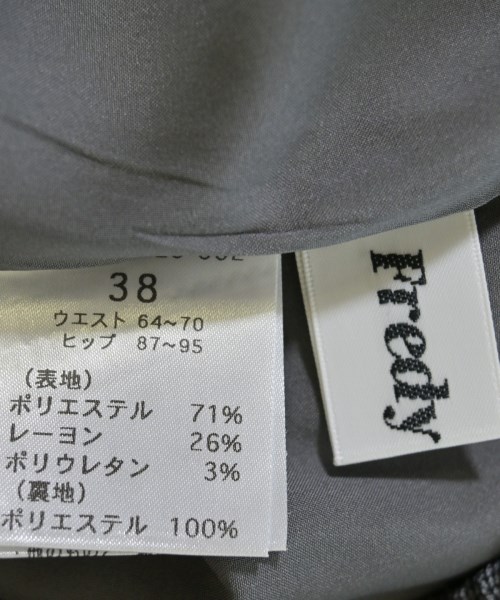 38
ウエスト 64~70
ヒップ 87~95
(表地)
ポリエステル 71%
レーヨン 26%
ポリウレタン 3%
(裏地)
ポリエステル 100%
Fredy